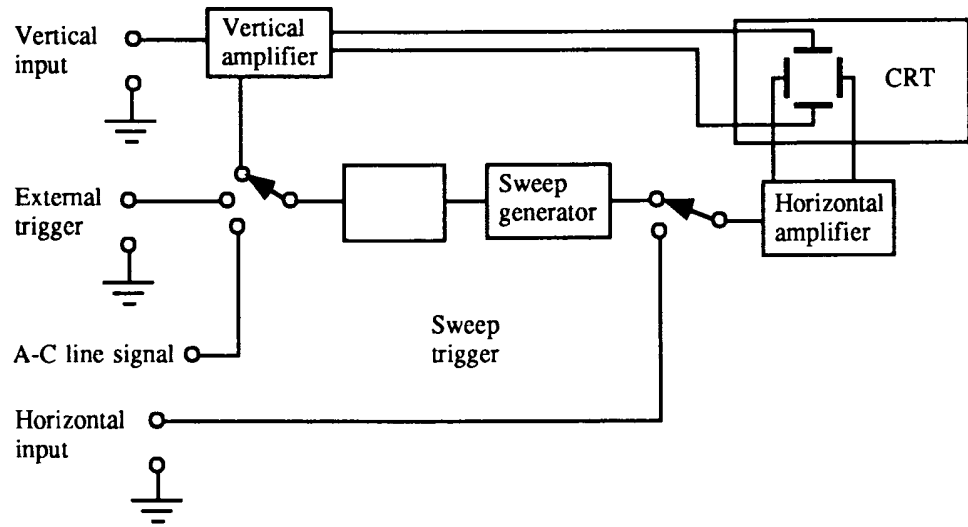 Vertical
input
Vertical
amplifier
CRT
External
trigger
Sweep
generator
Horizontal
amplifier
Sweep
trigger
A-C line signal
Horizontal
input